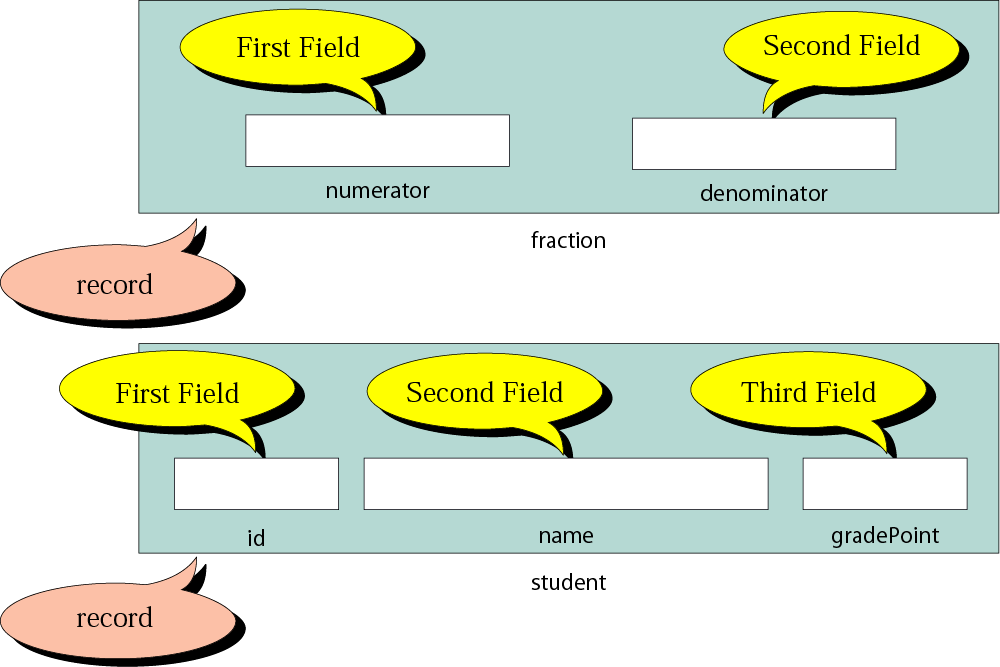 First Field
Second Field
numerator
denominator
fraction
record
First Field
Second Field
Third Field
id
name
gradePoint
student
record